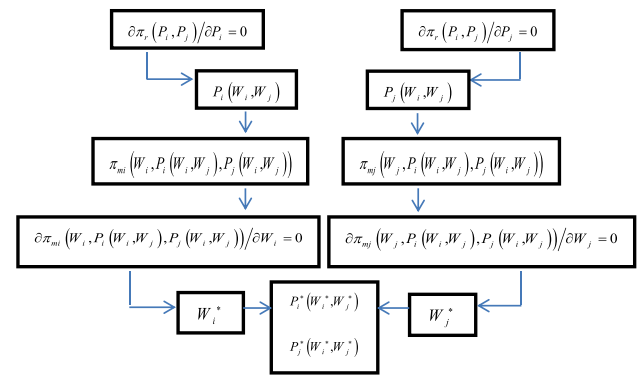 ∂π_r(P_i,P_j)/∂P_i = 0
∂π_r(P_i,P_j)/∂P_j = 0
P_i(W_i,W_j)
P_j(W_i,W_j)
π_mi(W_i,P_i(W_i,W_j),P_j(W_i,W_j))
π_mj(W_j,P_i(W_i,W_j),P_j(W_i,W_j))
∂π_mi(W_i,P_i(W_i,W_j),P_j(W_i,W_j))/∂W_i = 0
∂π_mj(W_j,P_i(W_i,W_j),P_j(W_i,W_j))/∂W_j = 0
W_i^*
P_i^*(W_i^*,W_j^*)
P_j^*(W_i^*,W_j^*)
W_j^*